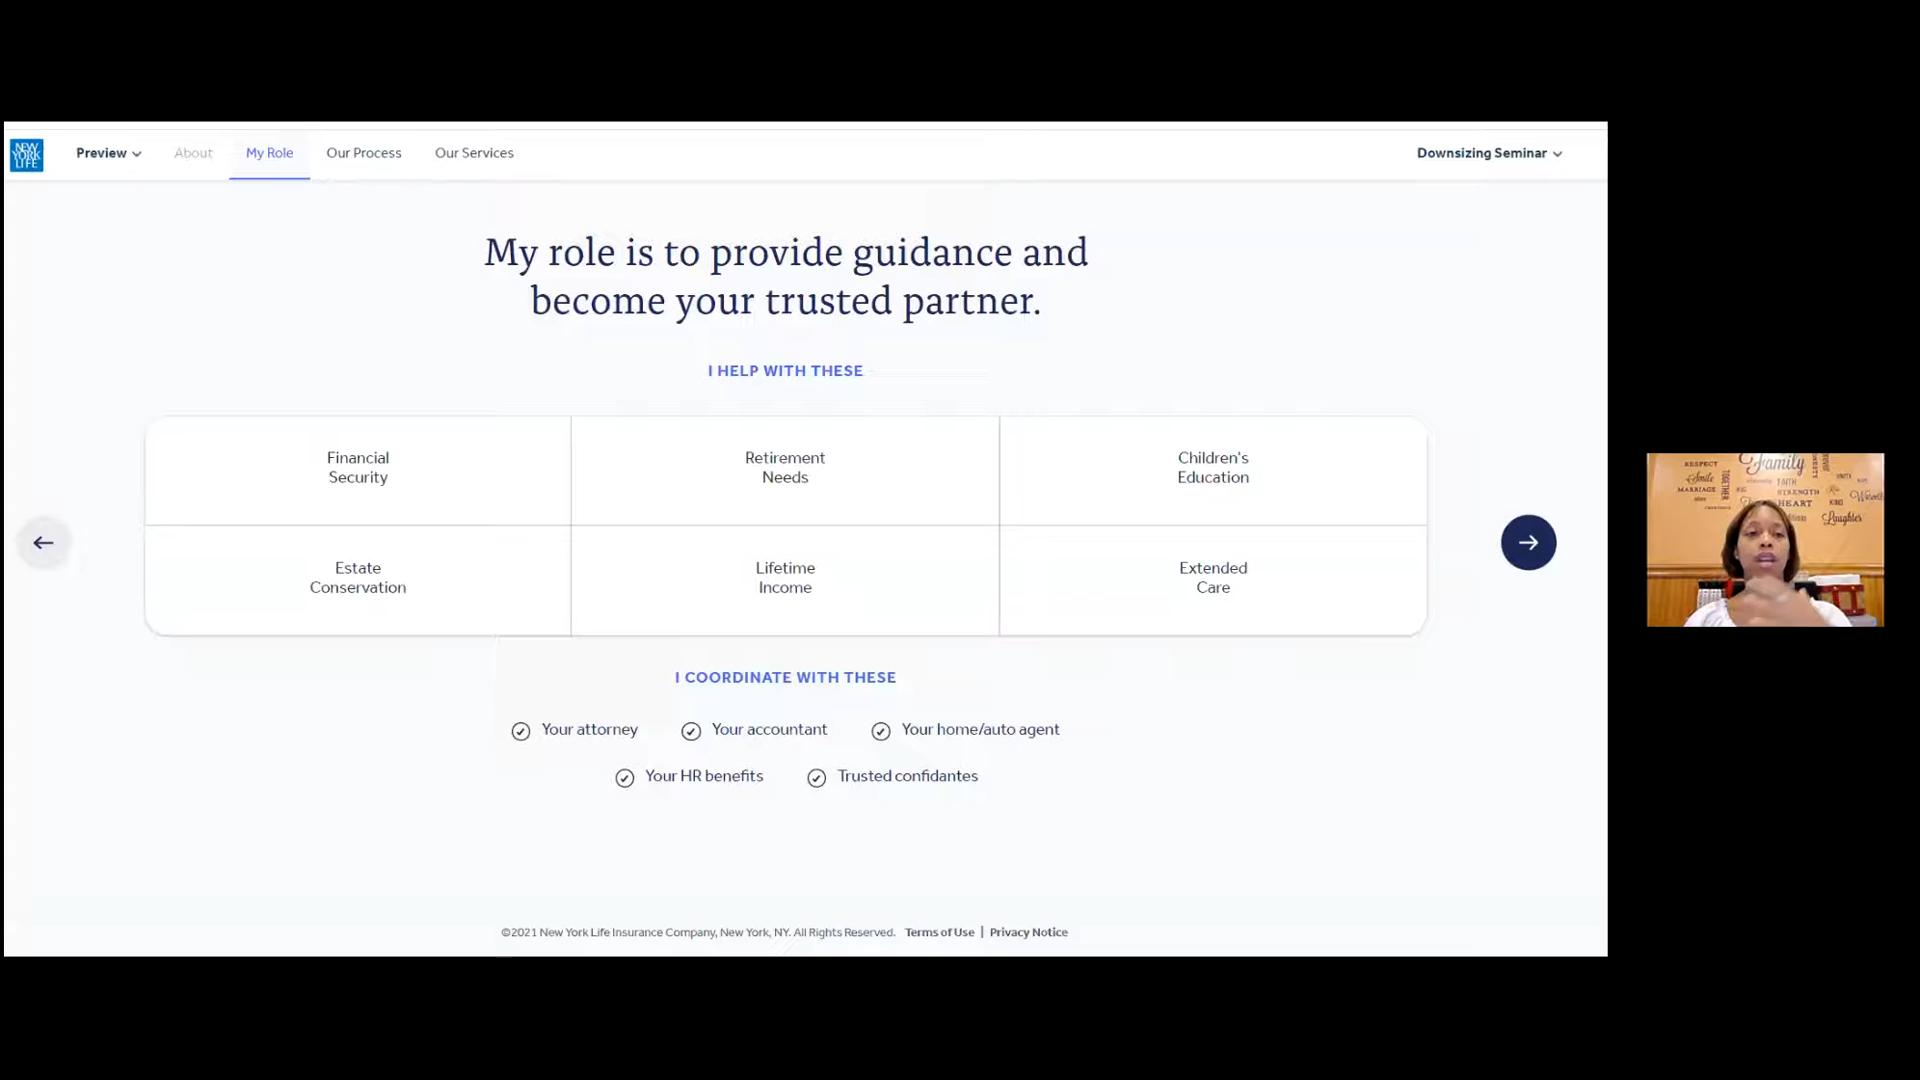 NEW
YORK
LIFE
Preview About My Role Our Process Our Services Downsizing Seminar
My role is to provide guidance and
become your trusted partner.
I HELP WITH THESE
Financial
Security
Retirement
Needs
Children's
Education
Estate
Conservation
Lifetime
Income
Extended
Care
I COORDINATE WITH THESE
Your attorney Your accountant Your home/auto agent
Your HR benefits Trusted confidantes
©2021 New York Life Insurance Company, New York, NY. All Rights Reserved. Terms of Use | Privacy Notice
Family
RESPECT
Smile
MARRIAGE
TOGETHER
FAITH
STRENGTH
HEART
KIND
Laughter